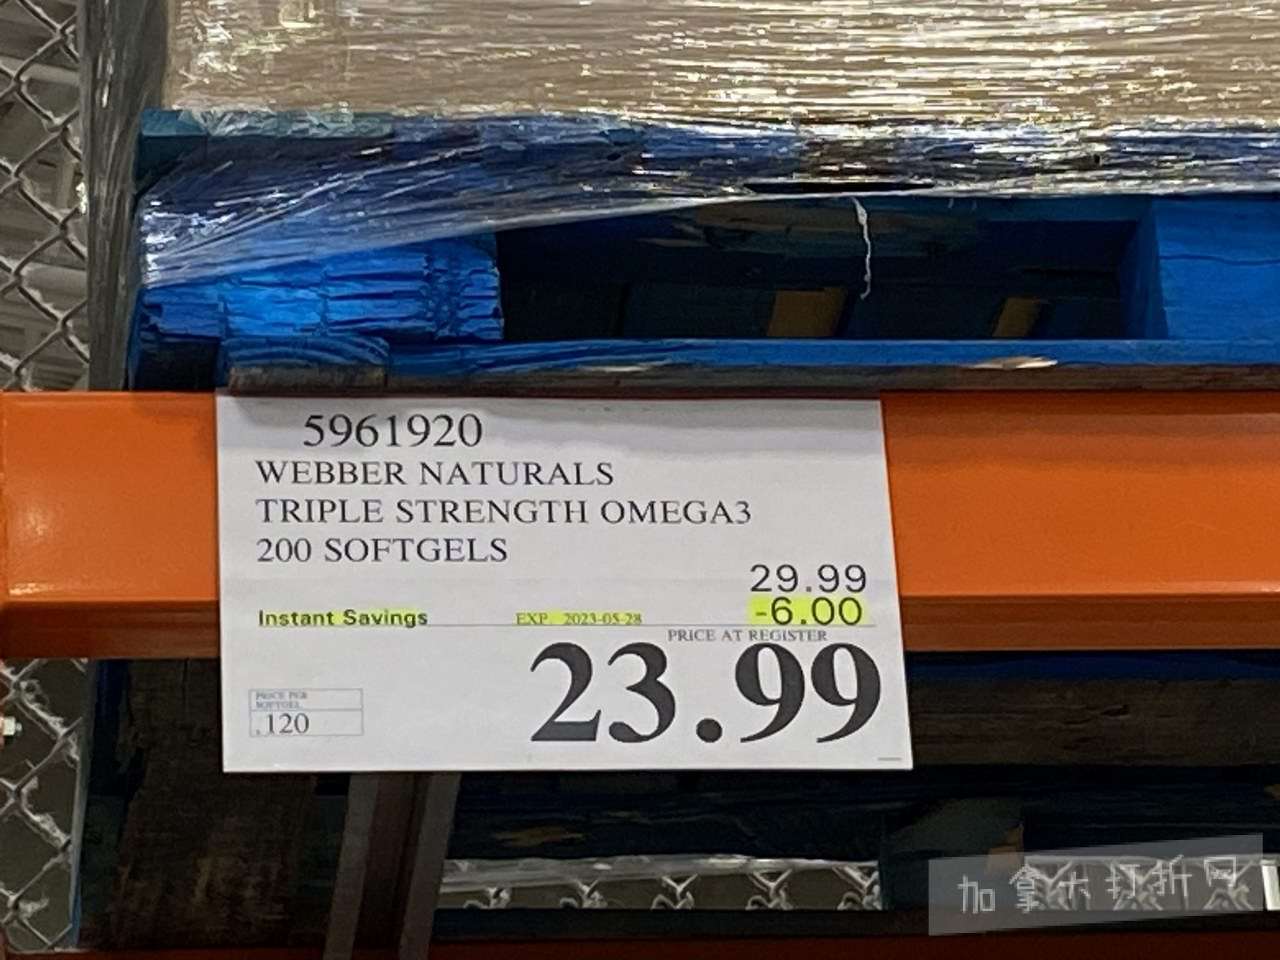 5961920
WEBBER NATURALS
TRIPLE STRENGTH OMEGA3
200 SOFTGELS
29.99
Instant Savings EXP. 2023-05-28 -6.00
PRICE AT REGISTER
23.99
PRICE PER
SOFTGEL
.120
加拿大打折网